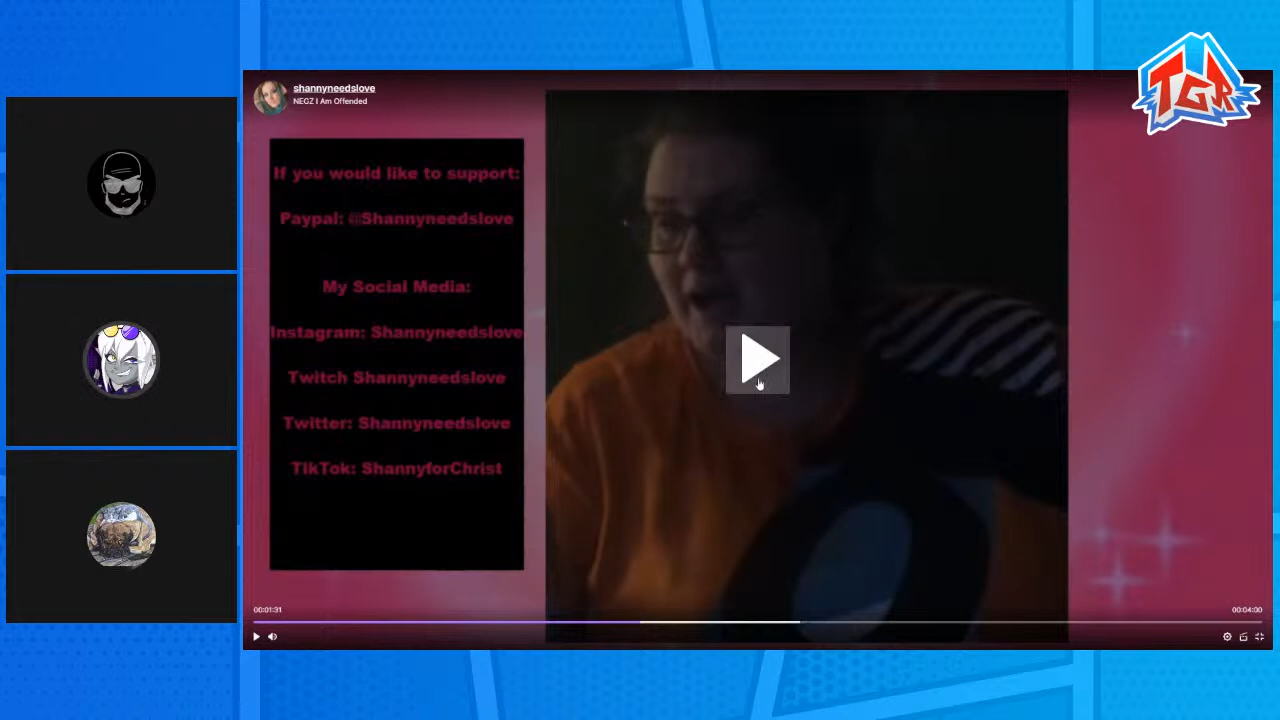 TGR
shannyneedslove
NEGZ I Am Offended
If you would like to support:
Paypal: @Shannyneedslove
My Social Media:
Instagram: Shannyneedslove
Twitch Shannyneedslove
Twitter: Shannyneedslove
TikTok: ShannyforChrist
00:01:31
00:04:00